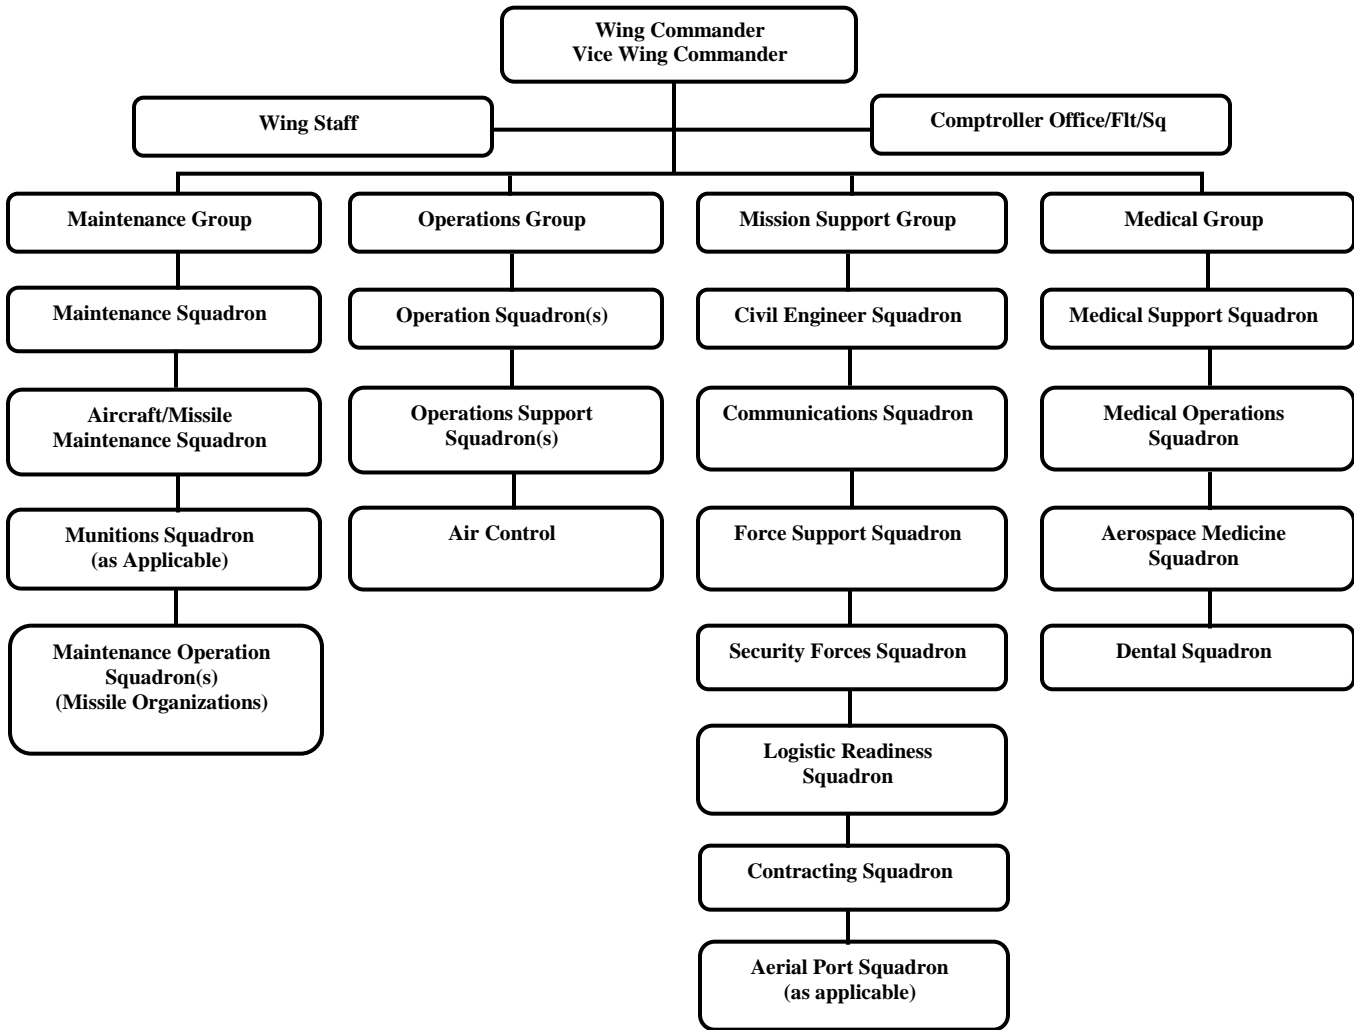 Wing Commander
Vice Wing Commander
Wing Staff
Comptroller Office/Flt/Sq
Maintenance Group
Operations Group
Mission Support Group
Medical Group
Maintenance Squadron
Operation Squadron(s)
Civil Engineer Squadron
Medical Support Squadron
Aircraft/Missile
Maintenance Squadron
Operations Support
Squadron(s)
Communications Squadron
Medical Operations
Squadron
Munitions Squadron
(as Applicable)
Air Control
Force Support Squadron
Aerospace Medicine
Squadron
Maintenance Operation
Squadron(s)
(Missile Organizations)
Security Forces Squadron
Dental Squadron
Logistic Readiness
Squadron
Contracting Squadron
Aerial Port Squadron
(as applicable)